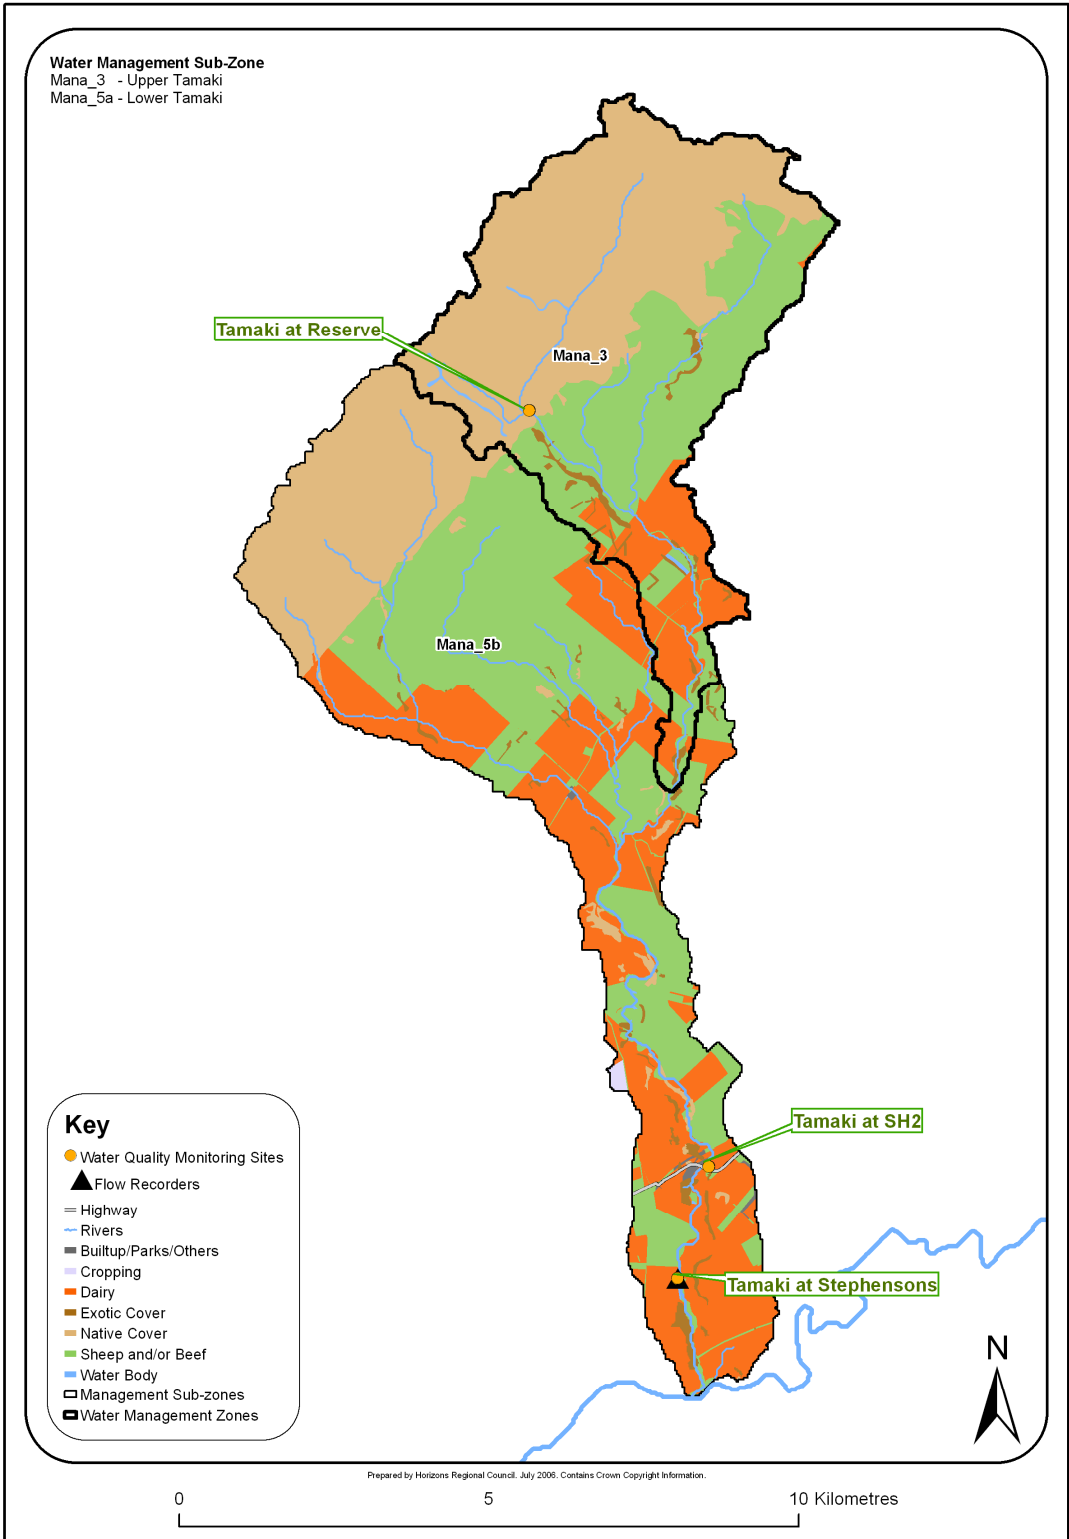 Water Management Sub-Zone
Mana_3 - Upper Tamaki
Mana_5a - Lower Tamaki
Tamaki at Reserve
Mana_3
Mana_5b
Tamaki at SH2
Tamaki at Stephensons
Key
Water Quality Monitoring Sites
Flow Recorders
Highway
Rivers
Builtup/Parks/Others
Cropping
Dairy
Exotic Cover
Native Cover
Sheep and/or Beef
Water Body
Management Sub-zones
Water Management Zones
N
Prepared by Horizons Regional Council. July 2006. Contains Crown Copyright Information.
0 5 10 Kilometres